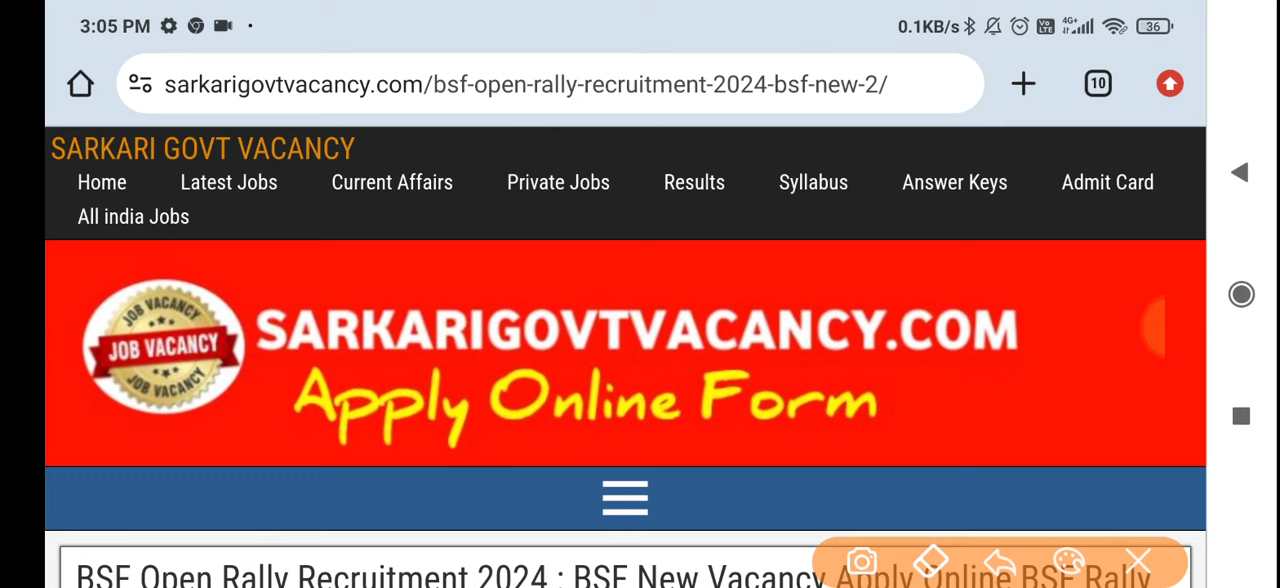 3:05 PM 0.1KB/s Vo LTE 4G+ 36
sarkarigovtvacancy.com/bsf-open-rally-recruitment-2024-bsf-new-2/ 10
SARKARI GOVT VACANCY
Home Latest Jobs Current Affairs Private Jobs Results Syllabus Answer Keys Admit Card
All india Jobs
JOB VACANCY
JOB VACANCY
JOB VACANCY
SARKARIGOVTVACANCY.COM
Apply Online Form
BSF Open Rally Recruitment 2024 : BSF New Vacancy Apply Online BSF Rally